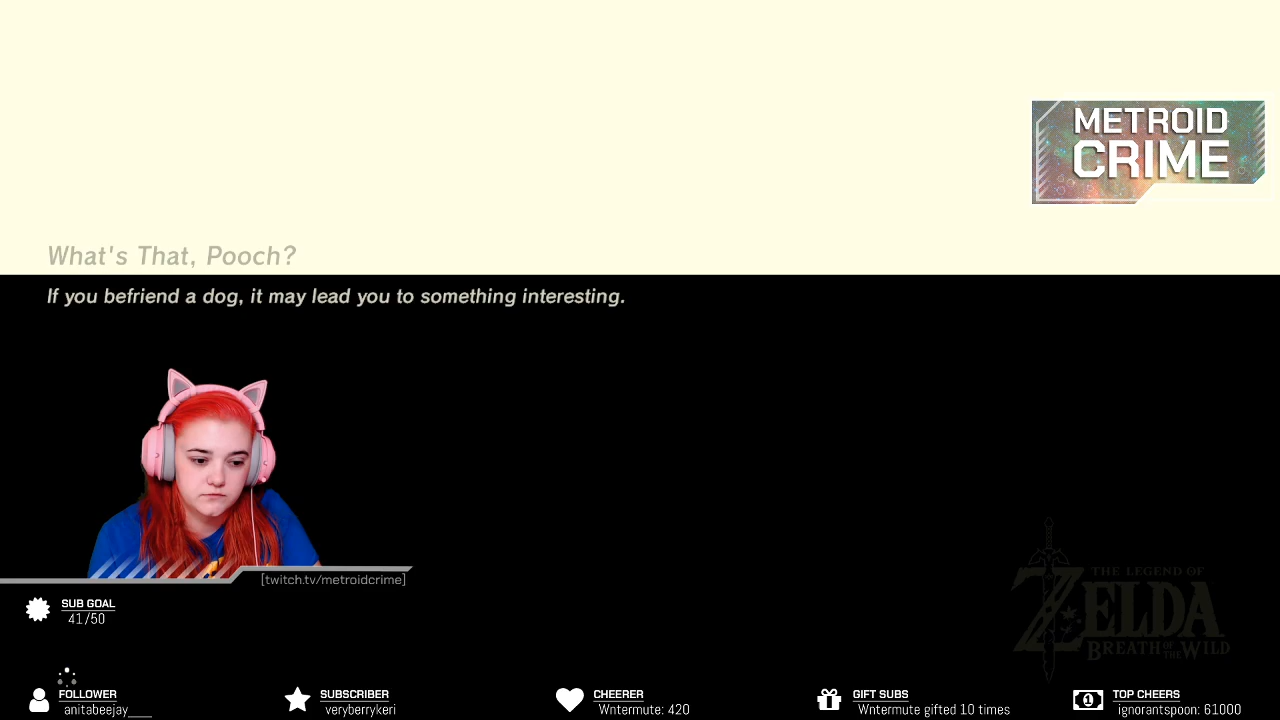 METROID
CRIME
What's That, Pooch?
If you befriend a dog, it may lead you to something interesting.
[twitch.tv/metroidcrime]
SUB GOAL
41/50
THE LEGEND OF
ZELDA
BREATH OF THE WILD
FOLLOWER
anitabeejay___
SUBSCRIBER
veryberrykeri
CHEERER
Wntermute: 420
GIFT SUBS
Wntermute gifted 10 times
TOP CHEERS
ignorantspoon: 61000